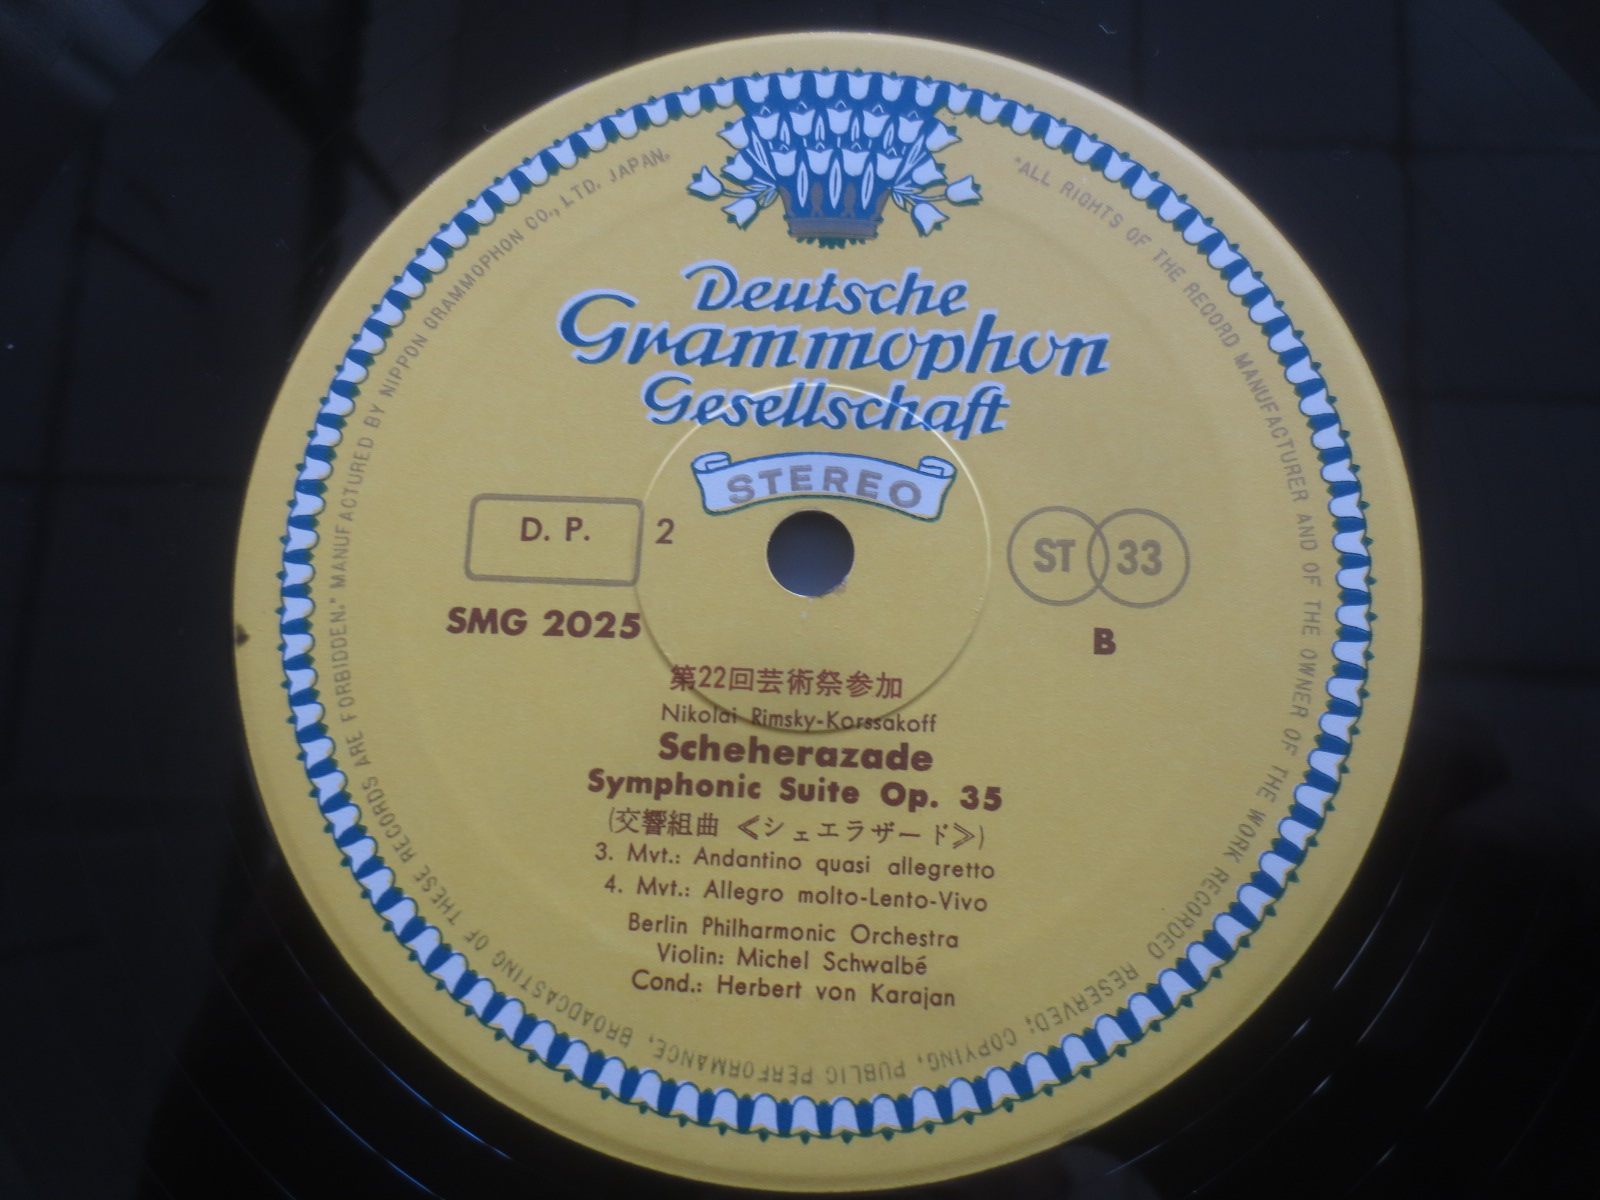 Deutsche
Grammophon
Gesellschaft
STEREO
D. P. 2
ST 33
SMG 2025
B
第22回芸術祭参加
Nikolai Rimsky-Korssakoff
Scheherazade
Symphonic Suite Op. 35
(交響組曲 ≪シェエラザード≫)
3. Mvt.: Andantino quasi allegretto
4. Mvt.: Allegro molto-Lento-Vivo
Berlin Philharmonic Orchestra
Violin: Michel Schwalbé
Cond.: Herbert von Karajan
"ALL RIGHTS OF THE RECORD MANUFACTURER AND OF THE OWNER OF THE WORK RECORDED RESERVED; COPYING, PUBLIC PERFORMANCE, BROADCASTING OF THESE RECORDS ARE FORBIDDEN." MANUFACTURED BY NIPPON GRAMMOPHON CO., LTD. JAPAN.